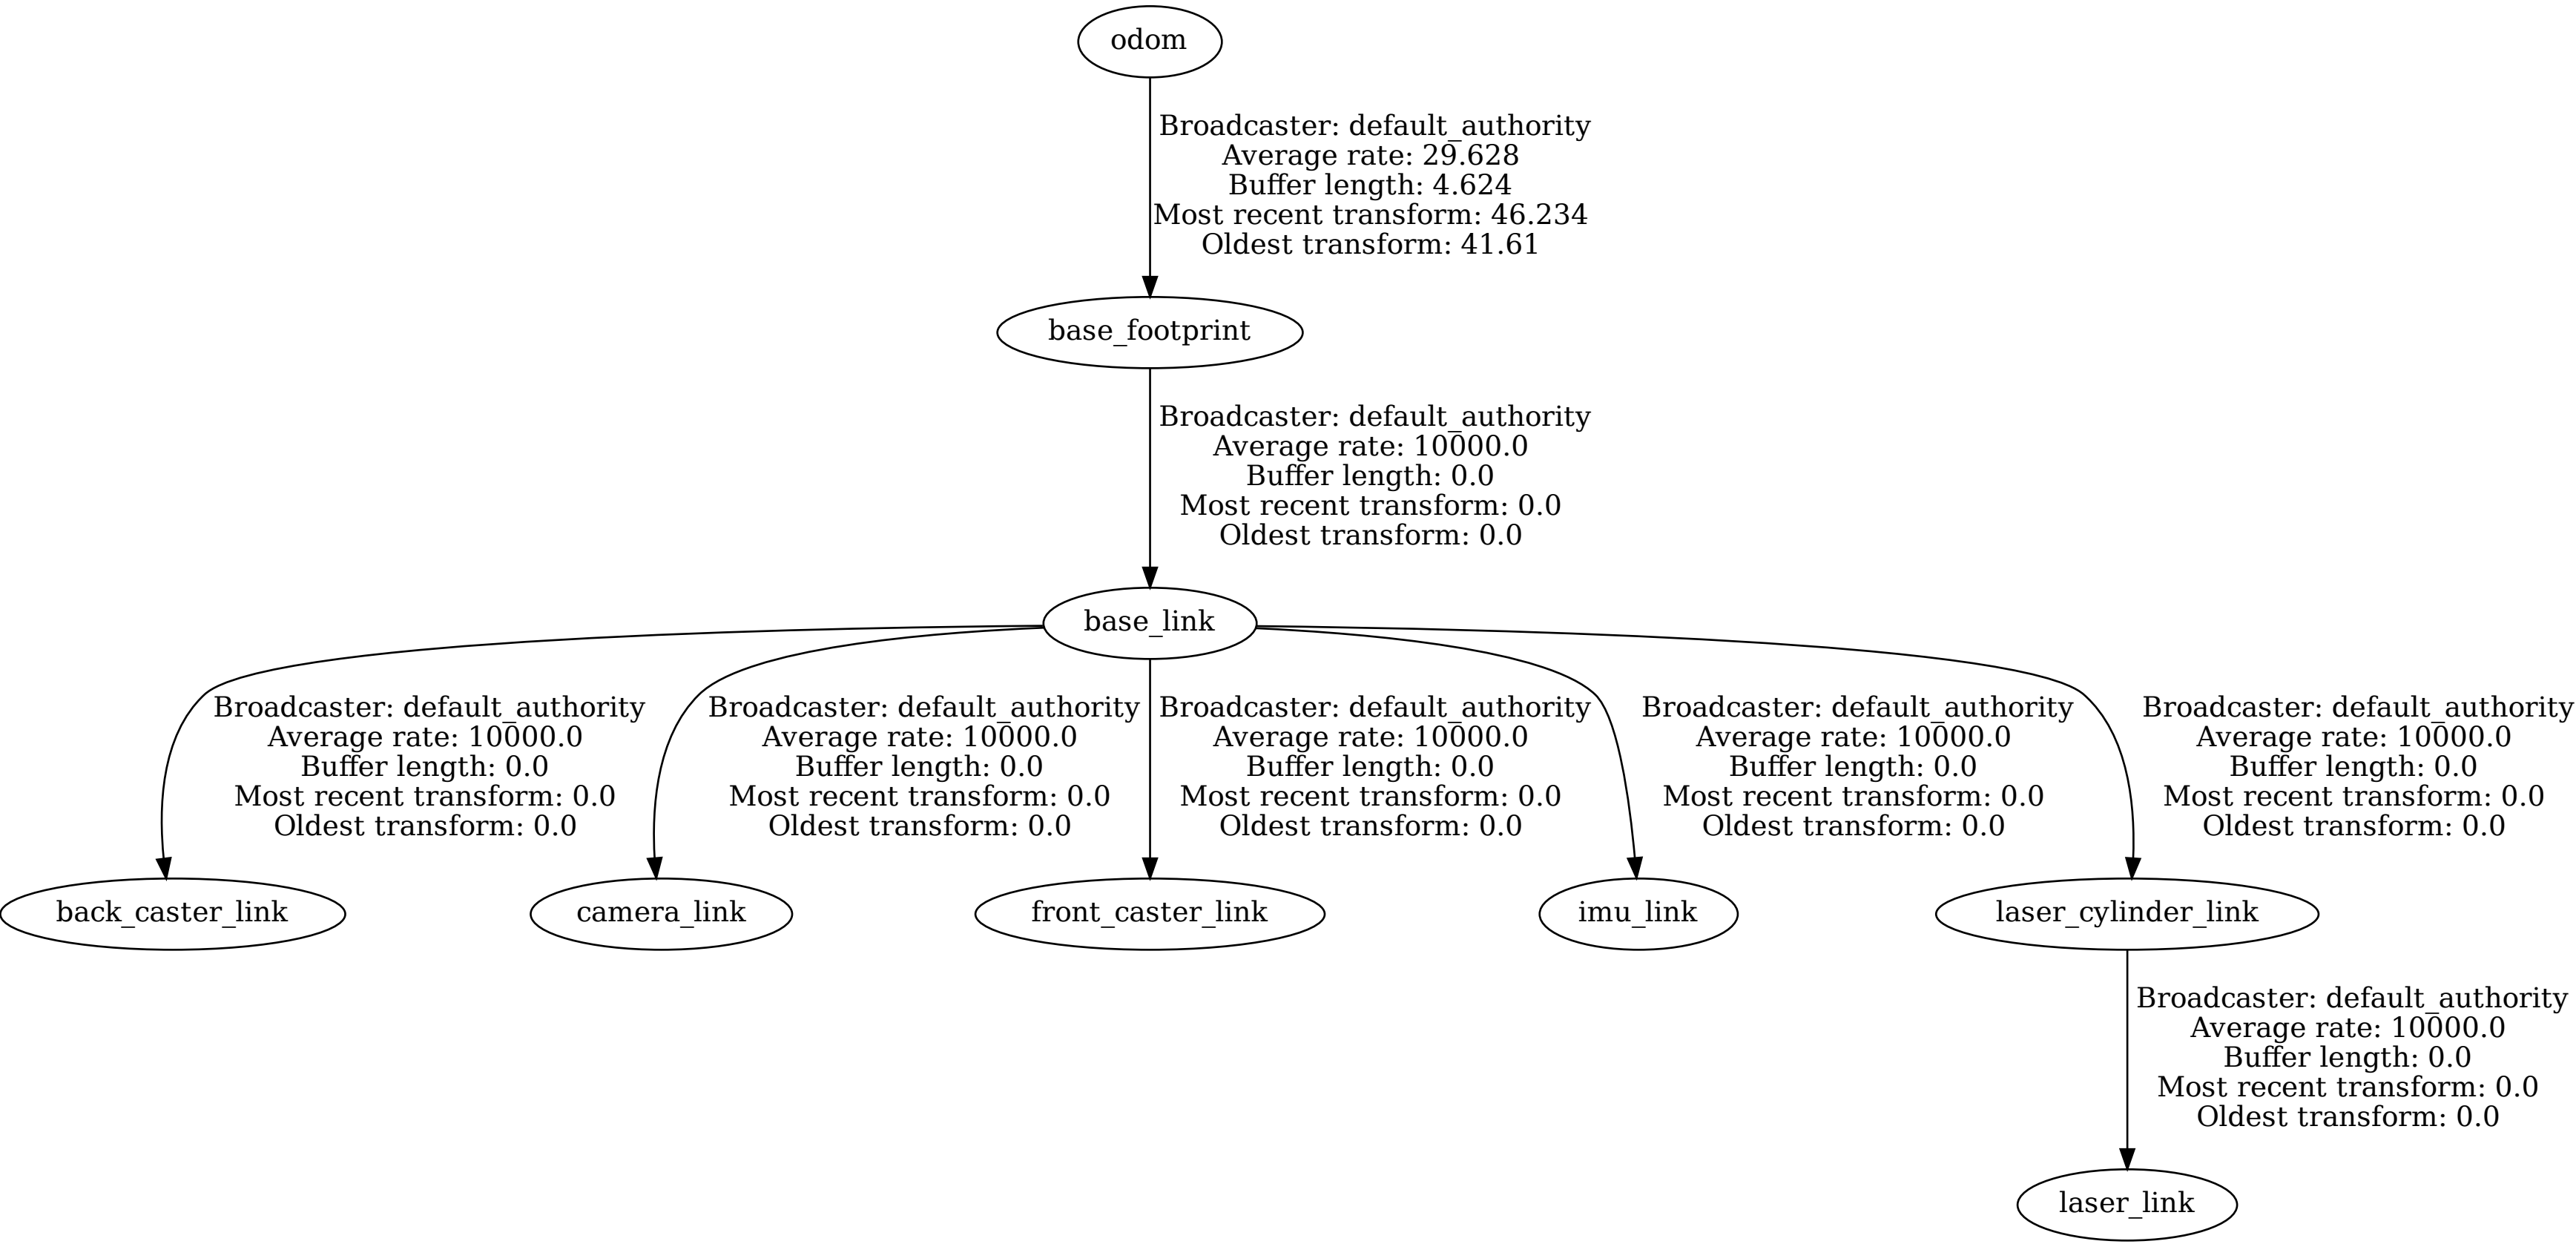 odom
Broadcaster: default_authority
Average rate: 29.628
Buffer length: 4.624
Most recent transform: 46.234
Oldest transform: 41.61
base_footprint
Broadcaster: default_authority
Average rate: 10000.0
Buffer length: 0.0
Most recent transform: 0.0
Oldest transform: 0.0
base_link
Broadcaster: default_authority
Average rate: 10000.0
Buffer length: 0.0
Most recent transform: 0.0
Oldest transform: 0.0
Broadcaster: default_authority
Average rate: 10000.0
Buffer length: 0.0
Most recent transform: 0.0
Oldest transform: 0.0
Broadcaster: default_authority
Average rate: 10000.0
Buffer length: 0.0
Most recent transform: 0.0
Oldest transform: 0.0
Broadcaster: default_authority
Average rate: 10000.0
Buffer length: 0.0
Most recent transform: 0.0
Oldest transform: 0.0
Broadcaster: default_authority
Average rate: 10000.0
Buffer length: 0.0
Most recent transform: 0.0
Oldest transform: 0.0
back_caster_link
camera_link
front_caster_link
imu_link
laser_cylinder_link
Broadcaster: default_authority
Average rate: 10000.0
Buffer length: 0.0
Most recent transform: 0.0
Oldest transform: 0.0
laser_link